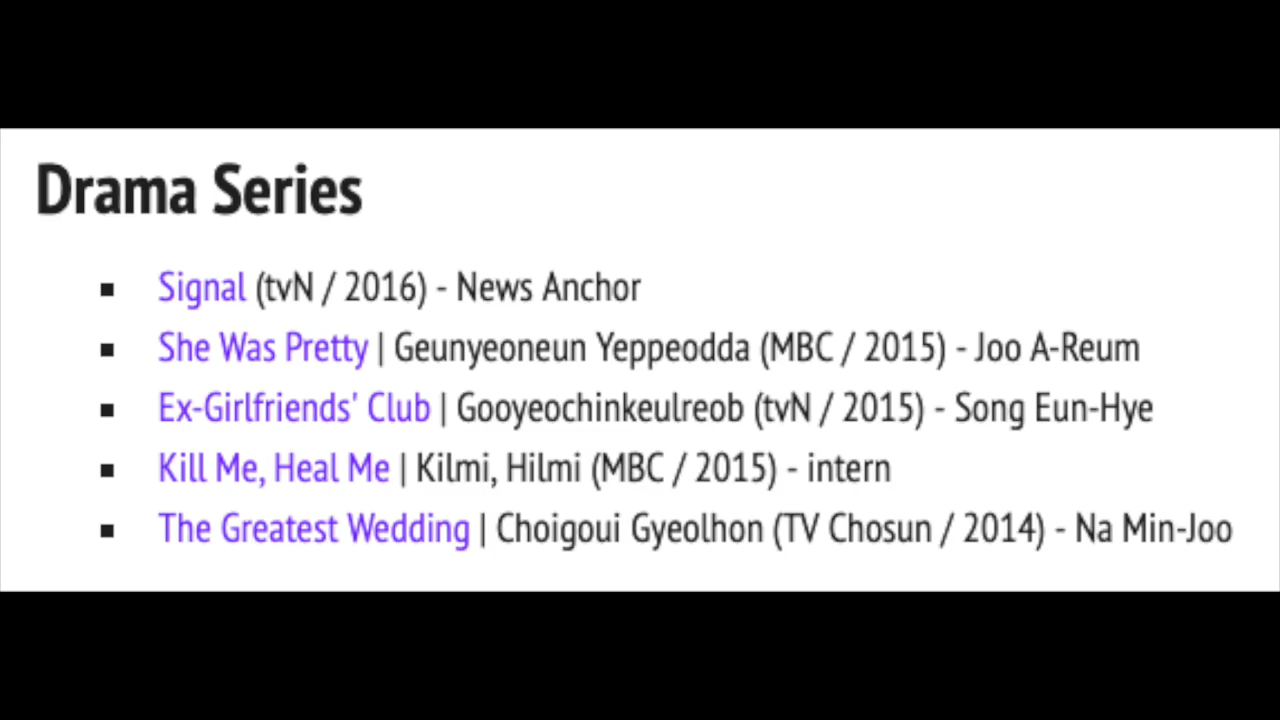 Drama Series
Signal (tvN / 2016) - News Anchor
She Was Pretty | Geunyeoneun Yeppeodda (MBC / 2015) - Joo A-Reum
Ex-Girlfriends' Club | Gooyeochinkeulreob (tvN / 2015) - Song Eun-Hye
Kill Me, Heal Me | Kilmi, Hilmi (MBC / 2015) - intern
The Greatest Wedding | Choigoui Gyeolhon (TV Chosun / 2014) - Na Min-Joo